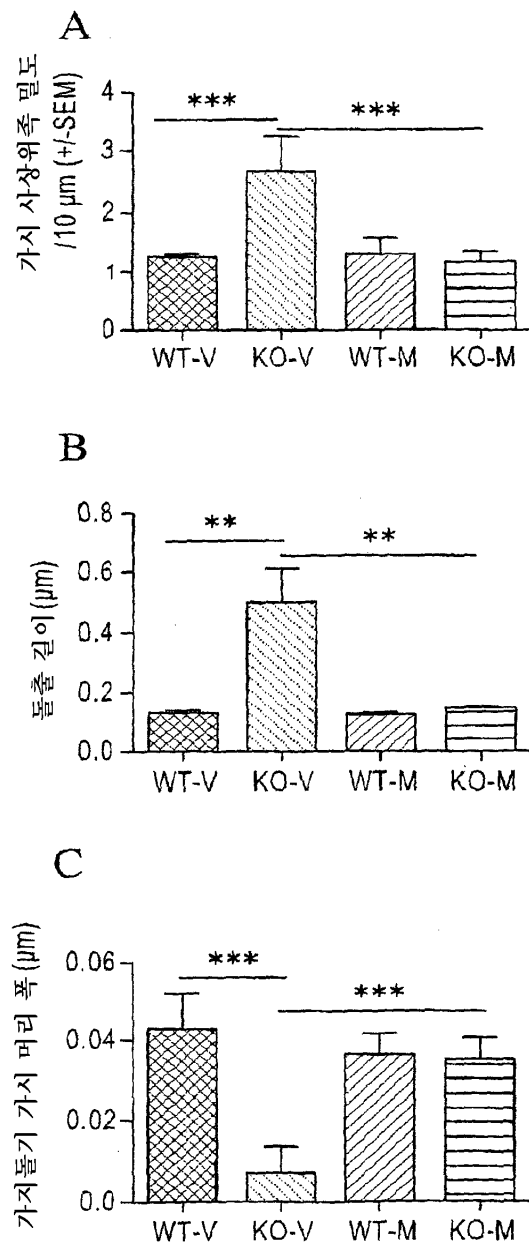 A
가시 사상위족 밀도
/10 μm (+/-SEM)
4
3
2
1
0
***
***
WT-V KO-V WT-M KO-M
B
돌출 길이(μm)
0.8
0.6
0.4
0.2
0.0
**
**
WT-V KO-V WT-M KO-M
C
가지돌기 가시 머리 폭(μm)
0.06
0.04
0.02
0.0
***
***
WT-V KO-V WT-M KO-M